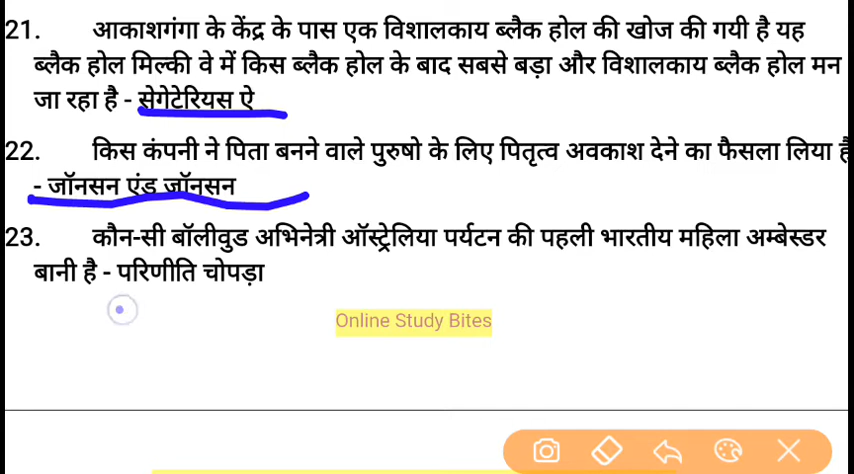 21. आकाशगंगा के केंद्र के पास एक विशालकाय ब्लैक होल की खोज की गयी है यह
ब्लैक होल मिल्की वे में किस ब्लैक होल के बाद सबसे बड़ा और विशालकाय ब्लैक होल मन
जा रहा है - सेगेटेरियस ऐ
22. किस कंपनी ने पिता बनने वाले पुरुषो के लिए पितृत्व अवकाश देने का फैसला लिया है
- जॉनसन एंड जॉनसन
23. कौन-सी बॉलीवुड अभिनेत्री ऑस्ट्रेलिया पर्यटन की पहली भारतीय महिला अम्बेस्डर
बानी है - परिणीति चोपड़ा
Online Study Bites